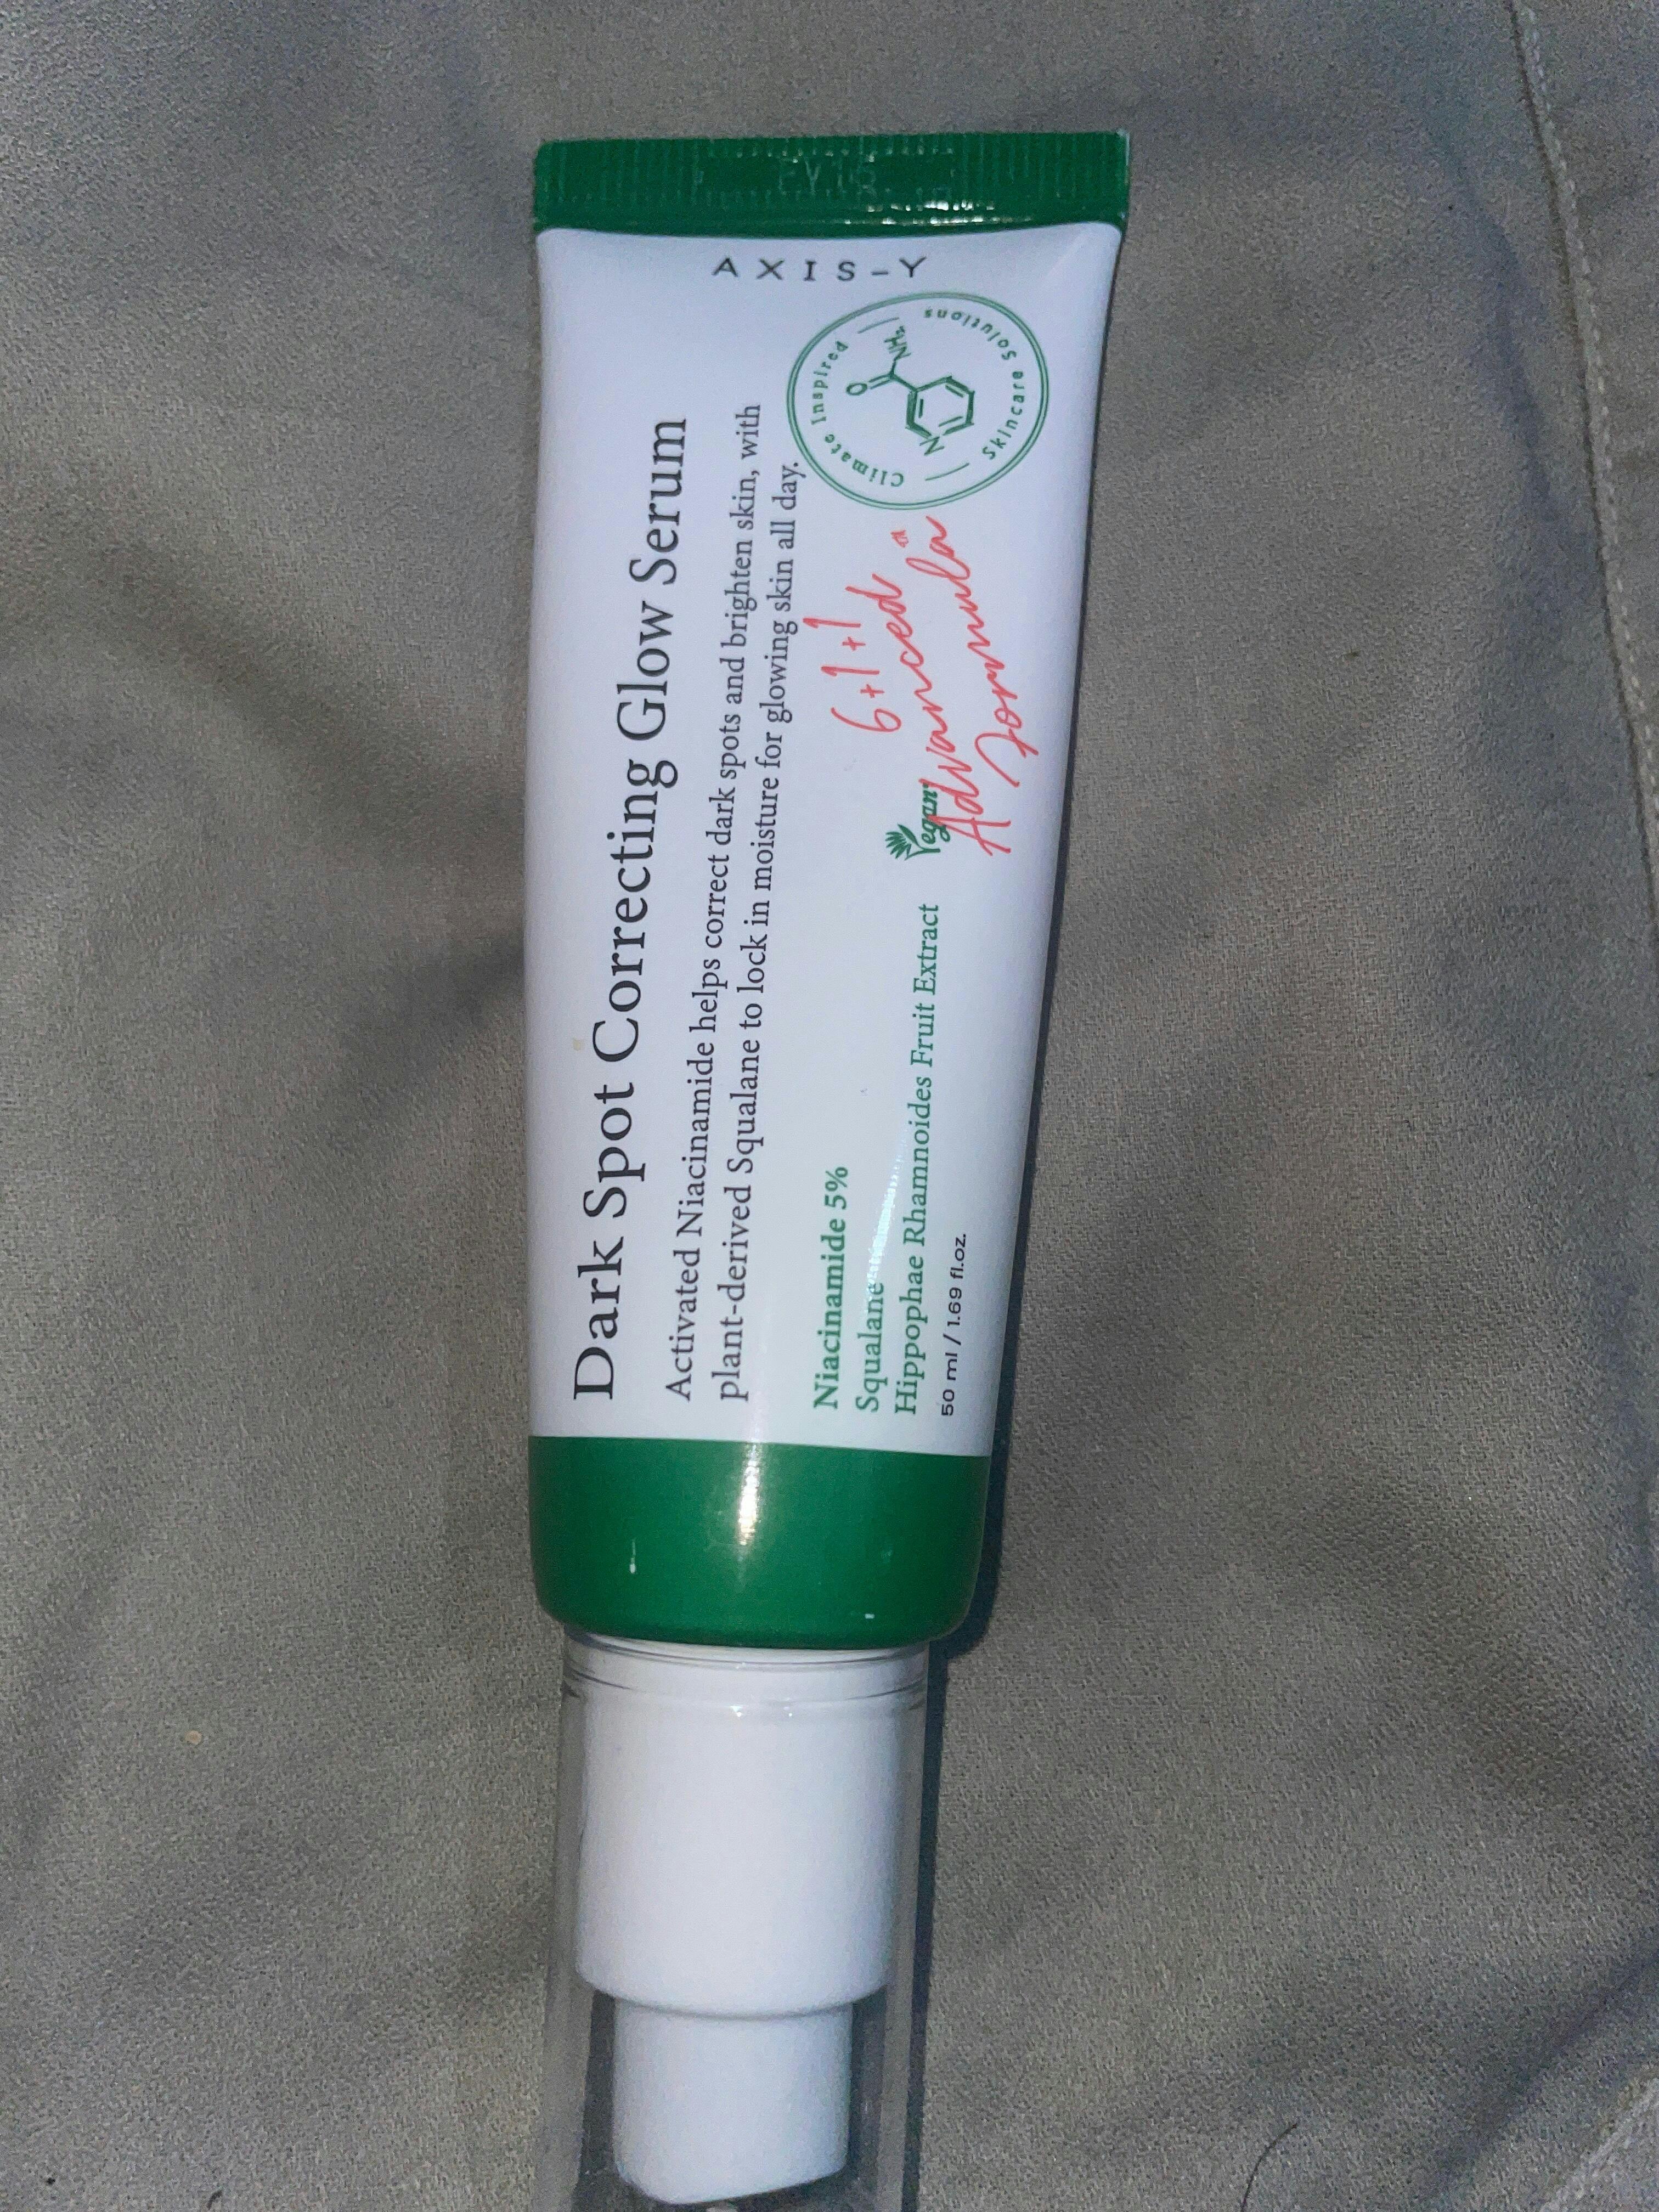 AXIS-Y
Dark Spot Correcting Glow Serum
Activated Niacinamide helps correct dark spots and brighten skin, with
plant-derived Squalane to lock in moisture for glowing skin all day.
Climate Inspired
Skincare Solutions
O
NH₂
N
6+1+1
Advanced
Formula
Vegan
Niacinamide 5%
Squalane
Hippophae Rhamnoides Fruit Extract
50 ml / 1.69 fl.oz.